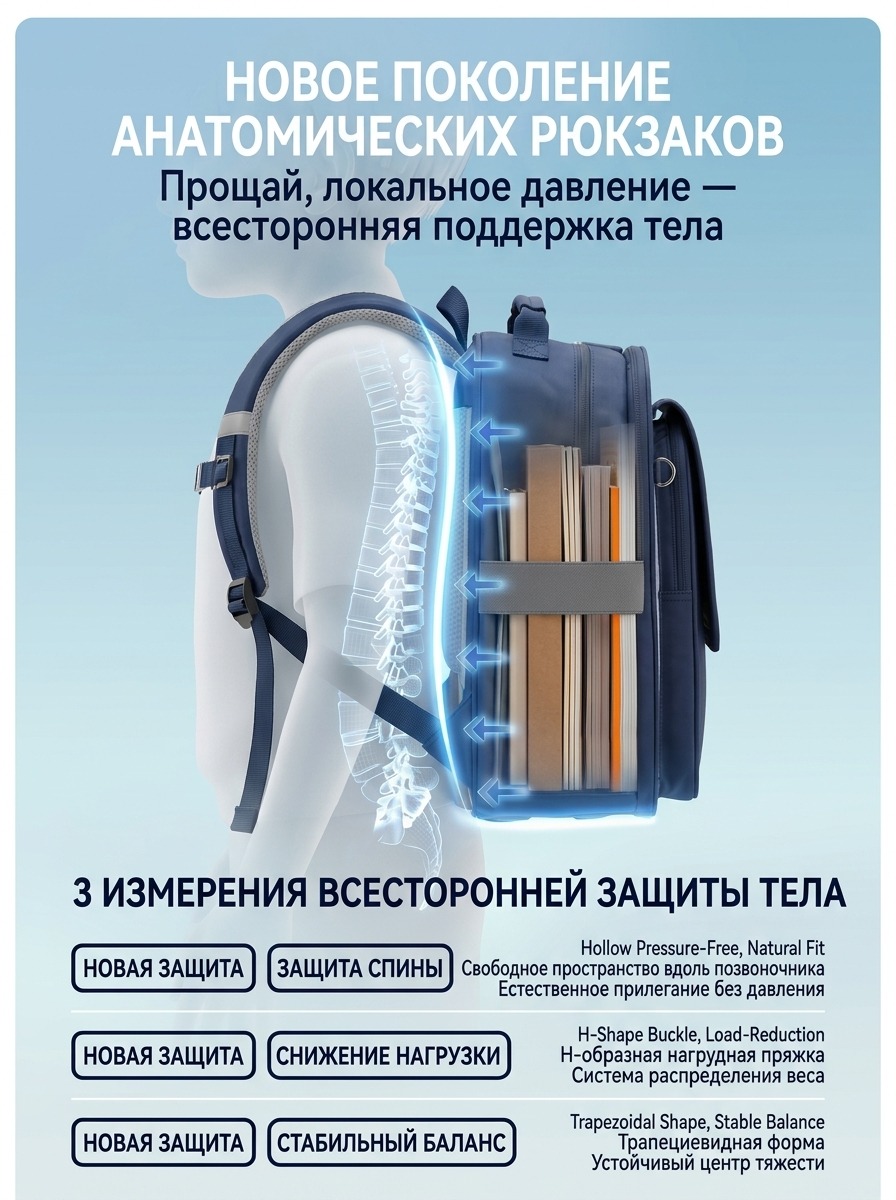 НОВОЕ ПОКОЛЕНИЕ
АНАТОМИЧЕСКИХ РЮКЗАКОВ
Прощай, локальное давление —
всесторонняя поддержка тела
3 ИЗМЕРЕНИЯ ВСЕСТОРОННЕЙ ЗАЩИТЫ ТЕЛА
НОВАЯ ЗАЩИТА
ЗАЩИТА СПИНЫ
Hollow Pressure-Free, Natural Fit
Свободное пространство вдоль позвоночника
Естественное прилегание без давления
НОВАЯ ЗАЩИТА
СНИЖЕНИЕ НАГРУЗКИ
H-Shape Buckle, Load-Reduction
Н-образная нагрудная пряжка
Система распределения веса
НОВАЯ ЗАЩИТА
СТАБИЛЬНЫЙ БАЛАНС
Trapezoidal Shape, Stable Balance
Трапециевидная форма
Устойчивый центр тяжести